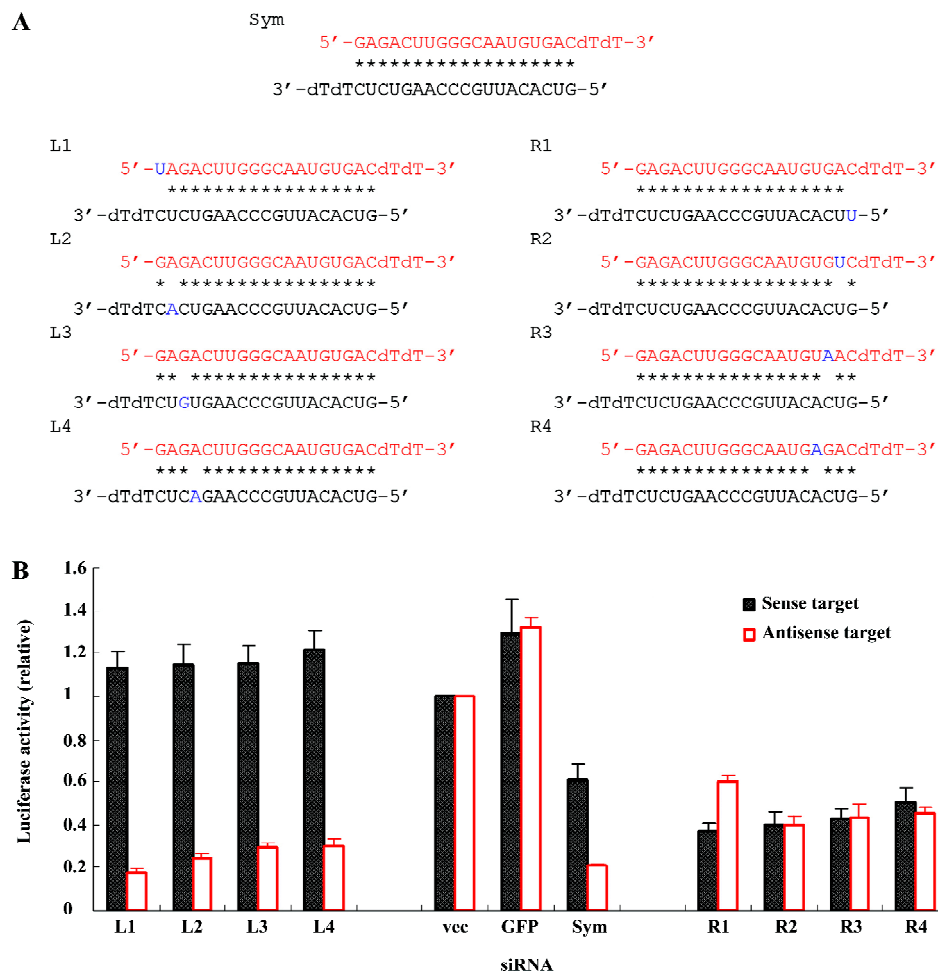 A
Sym
5’-GAGACUUGGGCAAUGUGACdTdT-3’
*******************
3’-dTdTCUCUGAACCCGUUACACUG-5’
L1
5’-UAGACUUGGGCAAUGUGACdTdT-3’
******************
3’-dTdTCUCUGAACCCGUUACACUG-5’
L2
5’-GAGACUUGGGCAAUGUGACdTdT-3’
* *****************
3’-dTdTCACUGAACCCGUUACACUG-5’
L3
5’-GAGACUUGGGCAAUGUGACdTdT-3’
** ****************
3’-dTdTCUGUGAACCCGUUACACUG-5’
L4
5’-GAGACUUGGGCAAUGUGACdTdT-3’
*** ***************
3’-dTdTCUCAGAACCCGUUACACUG-5’
R1
5’-GAGACUUGGGCAAUGUGACdTdT-3’
******************
3’-dTdTCUCUGAACCCGUUACACUU-5’
R2
5’-GAGACUUGGGCAAUGUGUCdTdT-3’
***************** *
3’-dTdTCUCUGAACCCGUUACACUG-5’
R3
5’-GAGACUUGGGCAAUGUAACdTdT-3’
**************** **
3’-dTdTCUCUGAACCCGUUACACUG-5’
R4
5’-GAGACUUGGGCAAUGAGACdTdT-3’
*************** ***
3’-dTdTCUCUGAACCCGUUACACUG-5’
B
Luciferase activity (relative)
1.6
1.4
1.2
1
0.8
0.6
0.4
0.2
0
Sense target
Antisense target
L1 L2 L3 L4 vec GFP Sym R1 R2 R3 R4
siRNA